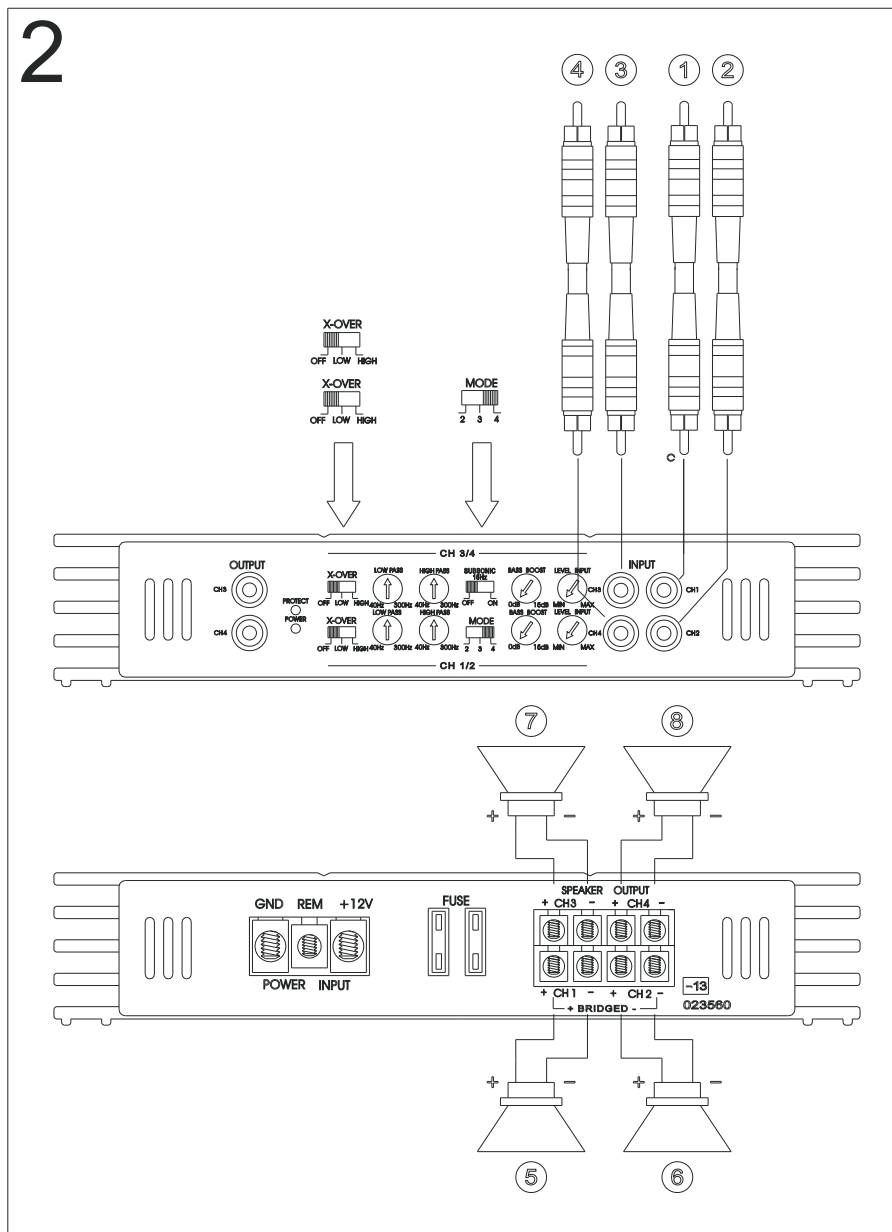 2
④ ③ ① ②
X-OVER
OFF LOW HIGH
X-OVER
OFF LOW HIGH
MODE
2 3 4
CH 3/4
OUTPUT
CH3
CH4
PROTECT
POWER
X-OVER
OFF LOW HIGH
LOW PASS
40Hz 300Hz
HIGH PASS
40Hz 300Hz
SUBSONIC
15Hz
OFF ON
BASS BOOST
0dB 15dB
LEVEL INPUT
MIN MAX
INPUT
CH3
CH1
CH4
CH2
X-OVER
OFF LOW HIGH
LOW PASS
40Hz 300Hz
HIGH PASS
40Hz 300Hz
MODE
2 3 4
BASS BOOST
0dB 15dB
LEVEL INPUT
MIN MAX
CH 1/2
⑦ ⑧
+ − + −
GND REM +12V
POWER INPUT
FUSE
SPEAKER OUTPUT
+ CH3 − + CH4 −
+ CH1 − + CH2 −
+ BRIDGED -
-13
023560
+ − + −
⑤ ⑥